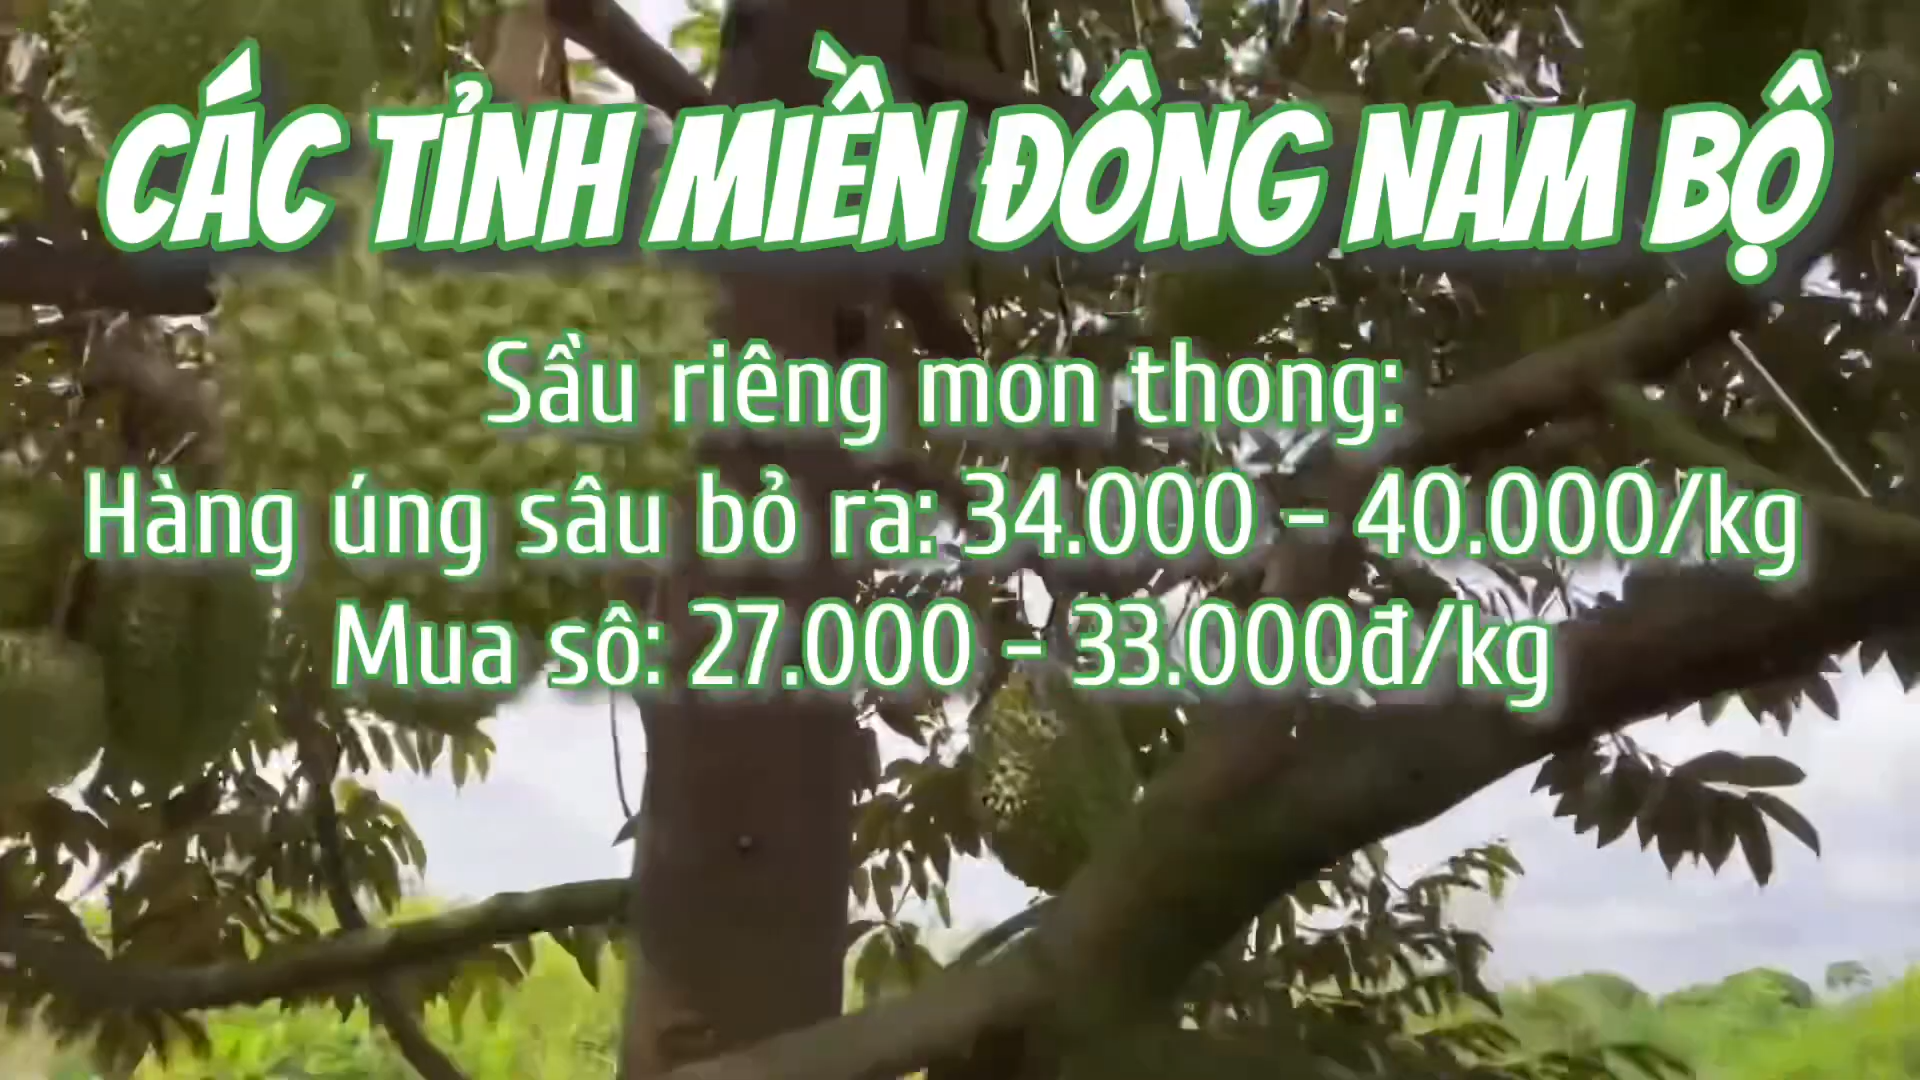 CÁC TỈNH MIỀN ĐÔNG NAM BỘ
Sầu riêng mon thong:
Hàng úng sâu bỏ ra: 34.000 - 40.000/kg
Mua sô: 27.000 - 33.000đ/kg